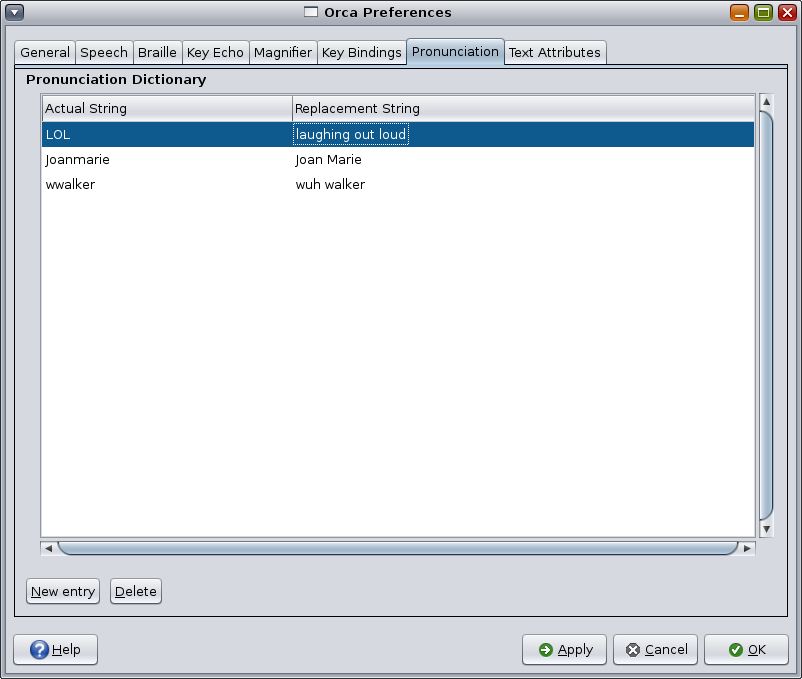 Orca Preferences
General Speech Braille Key Echo Magnifier Key Bindings Pronunciation Text Attributes
Pronunciation Dictionary
Actual String Replacement String
LOL laughing out loud
Joanmarie Joan Marie
wwalker wuh walker
New entry Delete
Help Apply Cancel OK